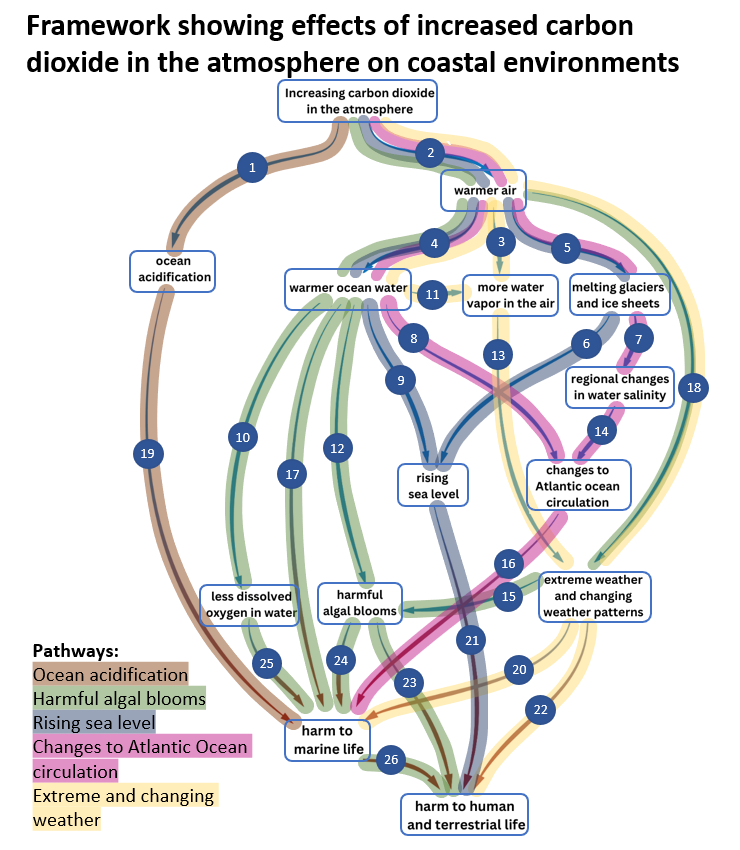 Framework showing effects of increased carbon
dioxide in the atmosphere on coastal environments
Increasing carbon dioxide
in the atmosphere
2
1
warmer air
4
3
5
ocean
acidification
warmer ocean water
11
more water
vapor in the air
melting glaciers
and ice sheets
8
6
7
13
9
regional changes
in water salinity
18
10
12
14
19
17
rising
sea level
changes to
Atlantic ocean
circulation
16
15
less dissolved
oxygen in water
harmful
algal blooms
extreme weather
and changing
weather patterns
21
25
24
20
23
22
Pathways:
Ocean acidification
Harmful algal blooms
Rising sea level
Changes to Atlantic Ocean
circulation
Extreme and changing
weather
harm to
marine life
26
harm to human
and terrestrial life